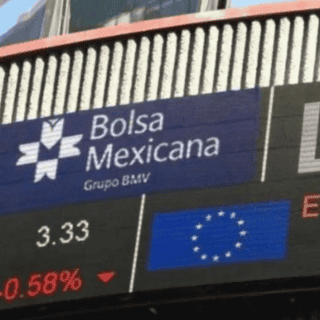 Bolsa
Mexicana
Grupo BMV
3.33
-0.58%
E